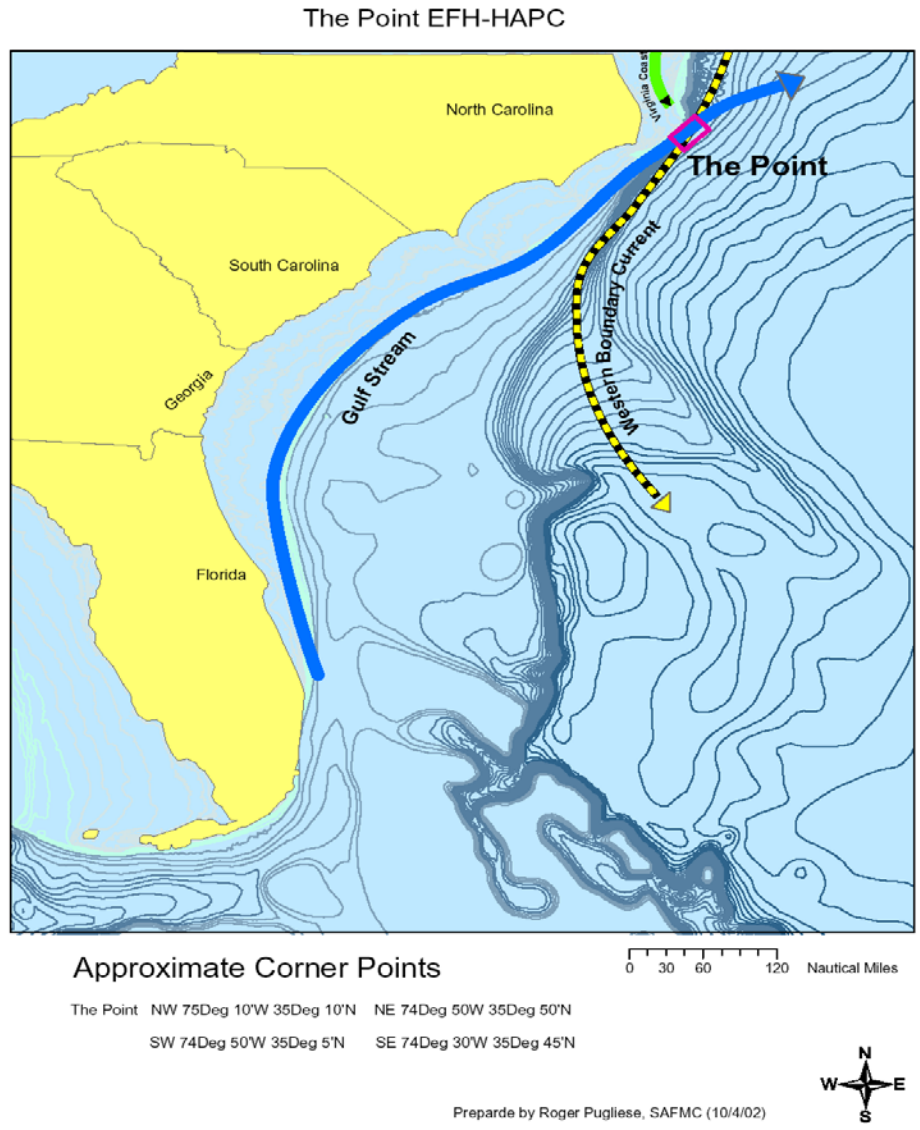 The Point EFH-HAPC
Virginia Coast
North Carolina
The Point
South Carolina
Western Boundary Current
Gulf Stream
Georgia
Florida
Approximate Corner Points
0 30 60 120 Nautical Miles
The Point NW 75Deg 10'W 35Deg 10'N NE 74Deg 50W 35Deg 50'N
SW 74Deg 50'W 35Deg 5'N SE 74Deg 30'W 35Deg 45'N
N
W E
S
Preparde by Roger Pugliese, SAFMC (10/4/02)